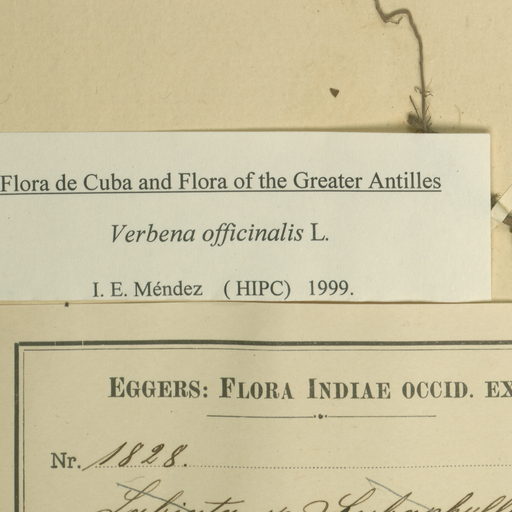 Flora de Cuba and Flora of the Greater Antilles
Verbena officinalis L.
I. E. Méndez ( HIPC) 1999.
EGGERS: FLORA INDIAE OCCID. EX
Nr. 1828.